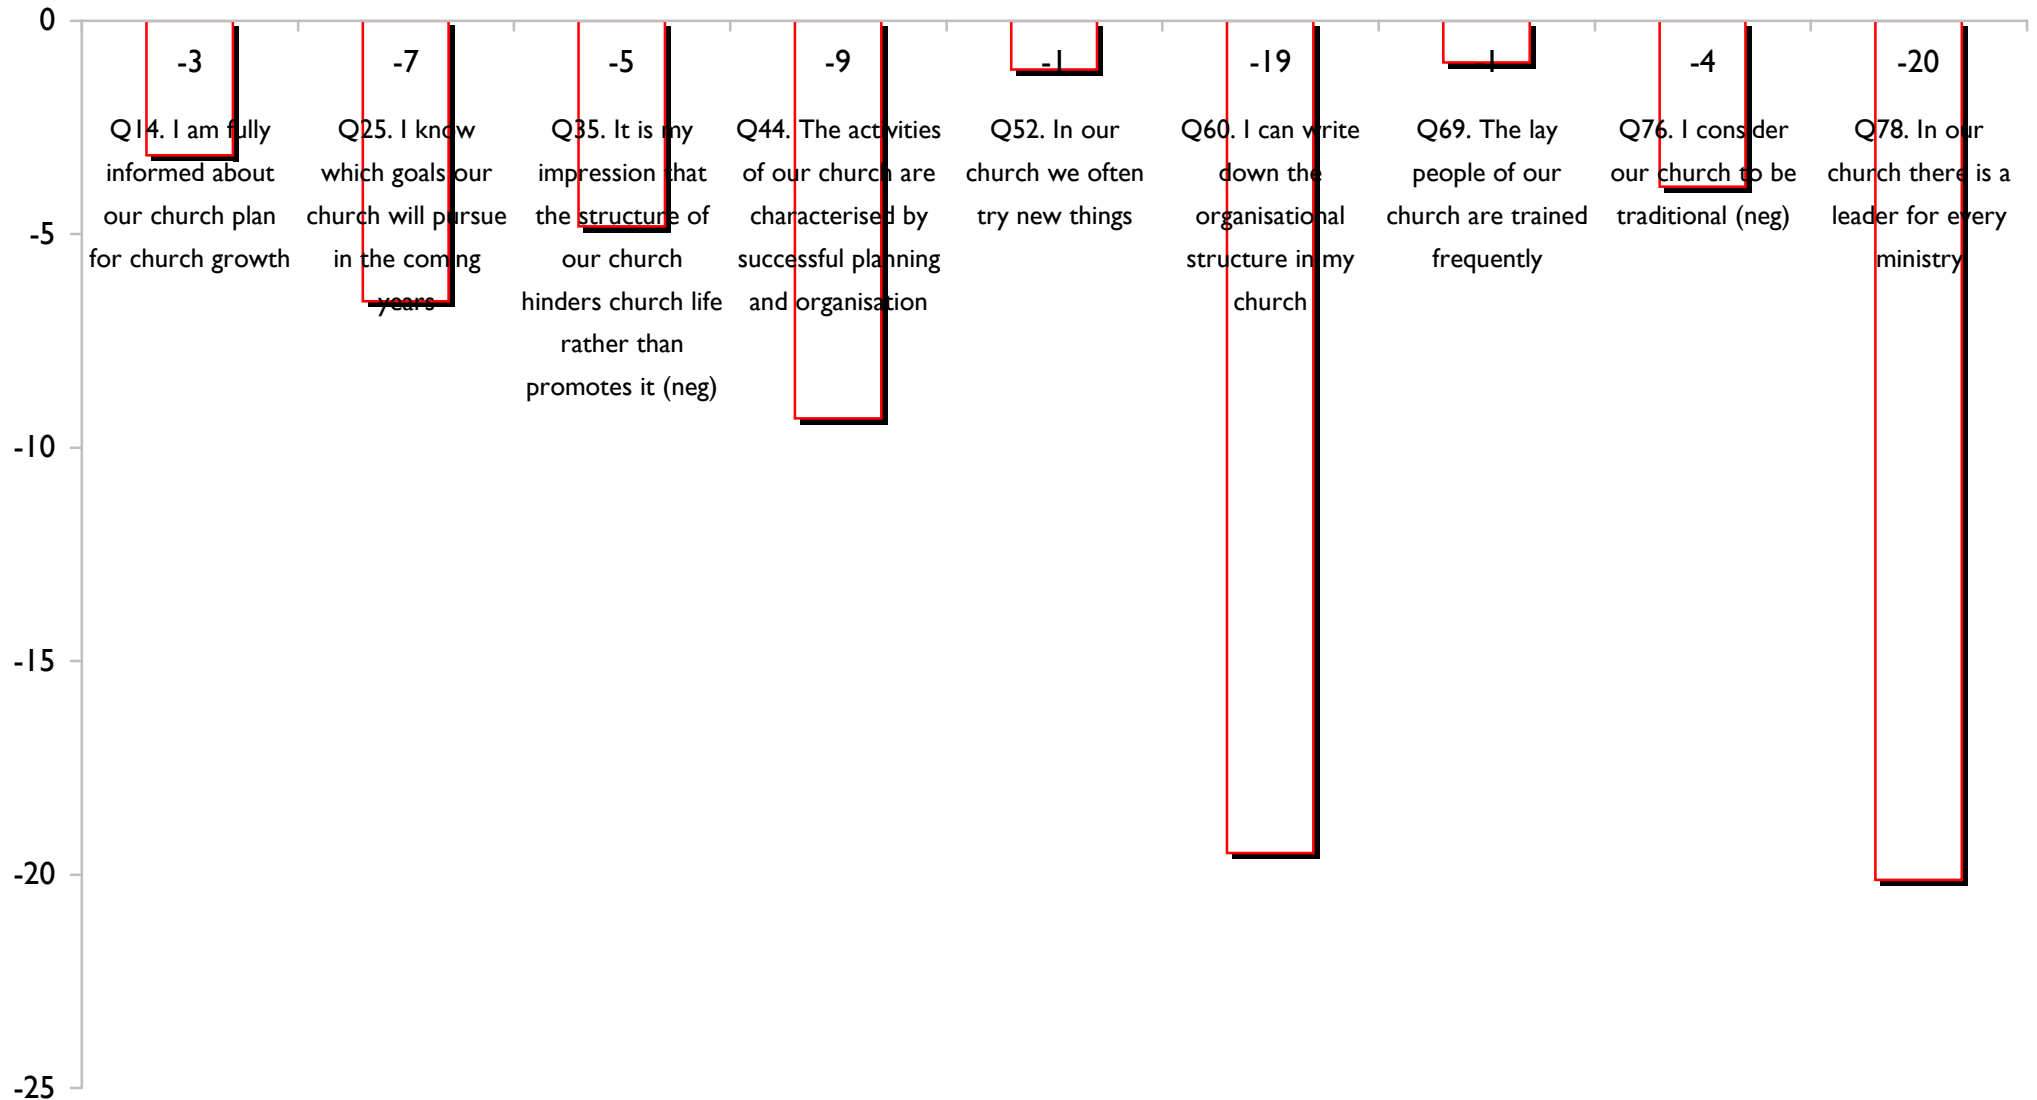 0
-5
-10
-15
-20
-25
-3
-7
-5
-9
-1
-19
1
-4
-20
Q14. I am fully
informed about
our church plan
for church growth
Q25. I know
which goals our
church will pursue
in the coming
years
Q35. It is my
impression that
the structure of
our church
hinders church life
rather than
promotes it (neg)
Q44. The activities
of our church are
characterised by
successful planning
and organisation
Q52. In our
church we often
try new things
Q60. I can write
down the
organisational
structure in my
church
Q69. The lay
people of our
church are trained
frequently
Q76. I consider
our church to be
traditional (neg)
Q78. In our
church there is a
leader for every
ministry